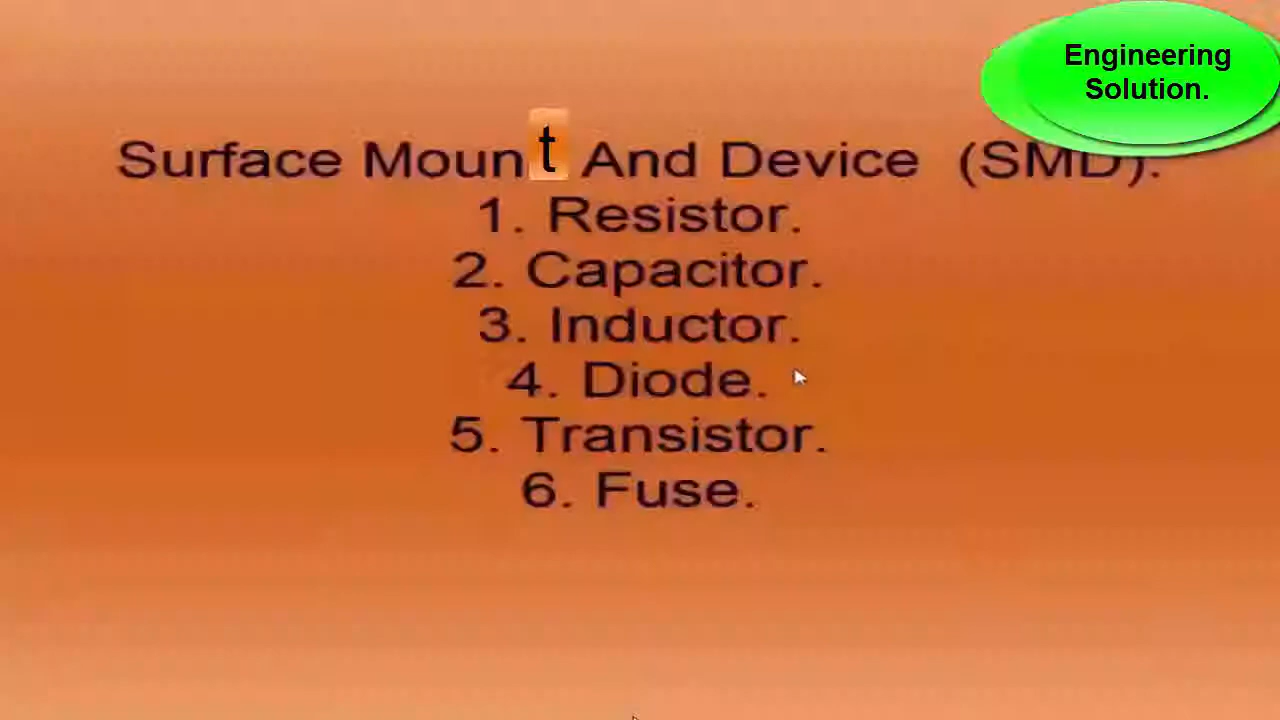 Engineering
Solution.
Surface Mount And Device (SMD).
1. Resistor.
2. Capacitor.
3. Inductor.
4. Diode.
5. Transistor.
6. Fuse.